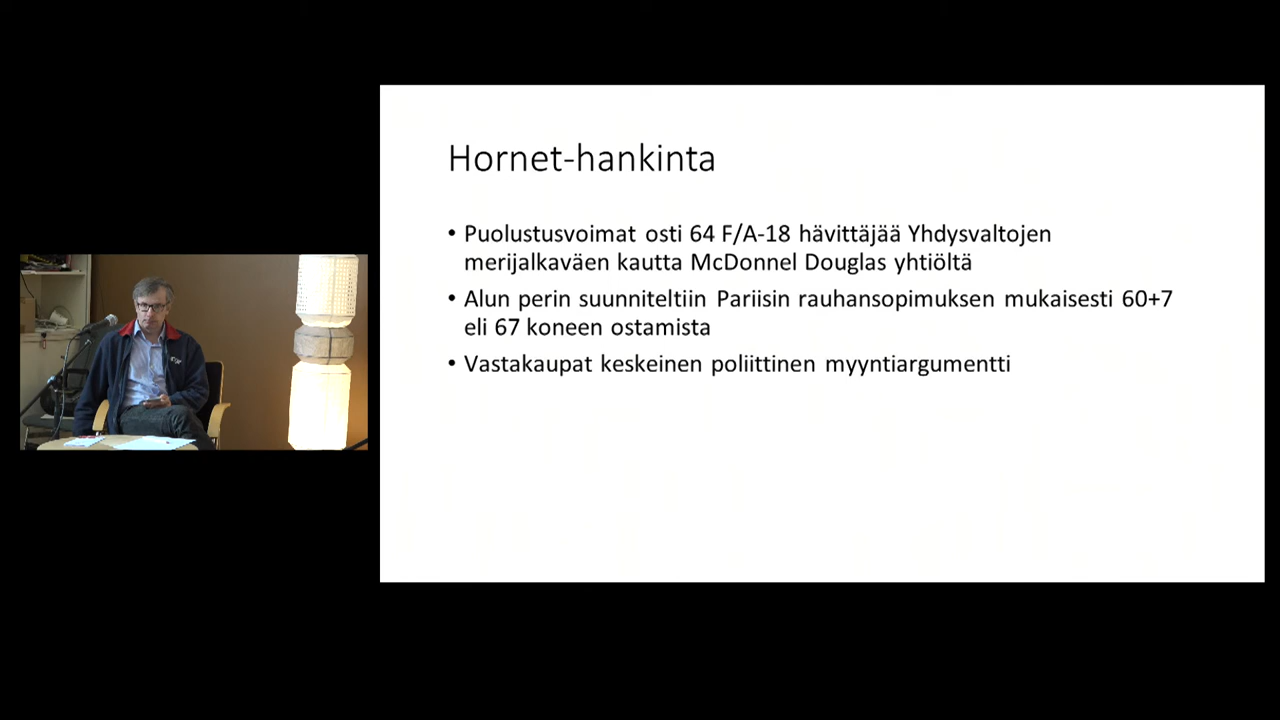 Hornet-hankinta
• Puolustusvoimat osti 64 F/A-18 hävittäjää Yhdysvaltojen
merijalkaväen kautta McDonnel Douglas yhtiöltä
• Alun perin suunniteltiin Pariisin rauhansopimuksen mukaisesti 60+7
eli 67 koneen ostamista
• Vastakaupat keskeinen poliittinen myyntiargumentti